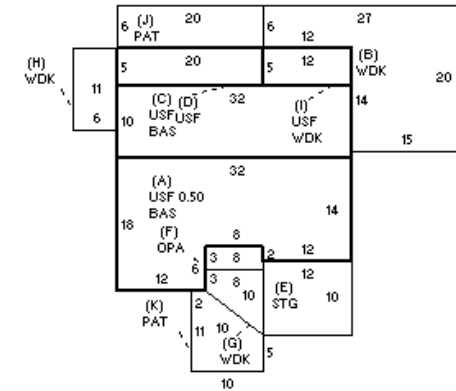 6 (J) 20 6 27
PAT 12
(H)
WDK
5 20 5 12 (B)
WDK
11 20
6
(C) (D) 32 14
10 USF USF (I)
BAS USF
WDK
15
32
(A)
USF 0.50
BAS
14
18 (F) 8
OPA
3 8 2 12
6
12 3 8 12
(E)
STG
10 10
(K) 2
PAT 11 10
(G)
WDK
5
10